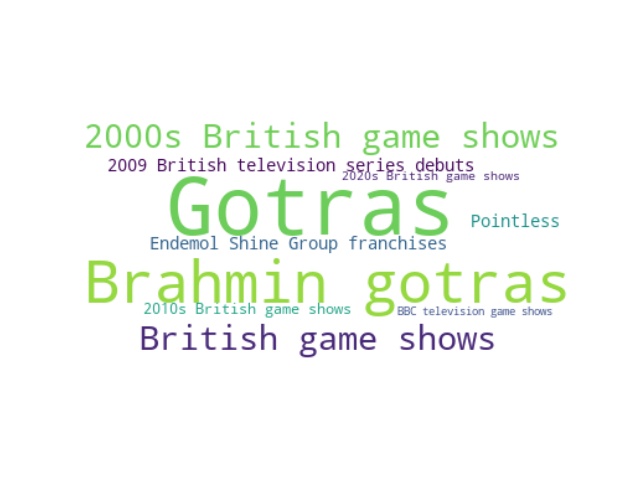 2000s British game shows
2009 British television series debuts
2020s British game shows
Gotras
Pointless
Endemol Shine Group franchises
Brahmin gotras
2010s British game shows
BBC television game shows
British game shows